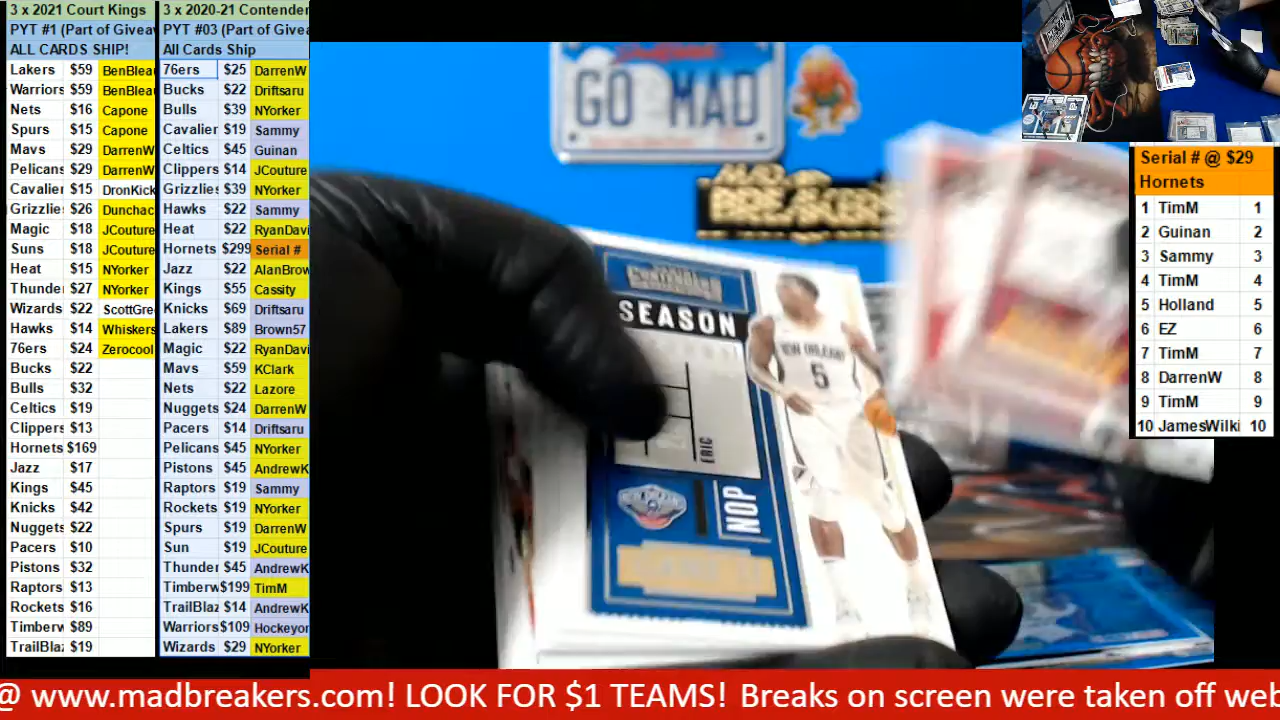 3 x 2021 Court Kings
PYT #1 (Part of Giveav
ALL CARDS SHIP!
Lakers $59 BenBlea
Warriors $59 BenBlea
Nets $16 Capone
Spurs $15 Capone
Mavs $29 DarrenW
Pelicans $29 DarrenW
Cavalier $15 DronKick
Grizzlie $26 Dunchac
Magic $18 JCouture
Suns $18 JCouture
Heat $15 NYorker
Thunde $27 NYorker
Wizards $22 ScottGre
Hawks $14 Whiskers
76ers $24 Zerocool
Bucks $22
Bulls $32
Celtics $19
Clippers $13
Hornets $169
Jazz $17
Kings $45
Knicks $42
Nuggets $22
Pacers $10
Pistons $32
Raptors $13
Rockets $16
Timberw $89
TrailBlaz $19
3 x 2020-21 Contender
PYT #03 (Part of Givea
All Cards Ship
76ers $25 DarrenW
Bucks $22 Driftsaru
Bulls $39 NYorker
Cavalier $19 Sammy
Celtics $45 Guinan
Clippers $14 JCouture
Grizzlies $39 NYorker
Hawks $22 Sammy
Heat $22 RyanDavi
Hornets $299 Serial #
Jazz $22 AlanBrow
Kings $55 Cassity
Knicks $69 Driftsaru
Lakers $89 Brown57
Magic $22 RyanDavi
Mavs $59 KClark
Nets $22 Lazore
Nuggets $24 DarrenW
Pacers $14 Driftsaru
Pelicans $45 NYorker
Pistons $45 AndrewK
Raptors $19 Sammy
Rockets $19 NYorker
Spurs $19 DarrenW
Sun $19 JCouture
Thunder $45 AndrewK
Timberw $199 TimM
TrailBlaz $14 AndrewK
Warriors $109 Hockeyor
Wizards $29 NYorker
GO MAD
MAD
BREAKERS
CONTENDERS
SEASON
NEW ORLEANS
5
ERIC
NOP
Serial # @ $29
Hornets
1 TimM 1
2 Guinan 2
3 Sammy 3
4 TimM 4
5 Holland 5
6 EZ 6
7 TimM 7
8 DarrenW 8
9 TimM 9
10 JamesWilki 10
@ www.madbreakers.com! LOOK FOR $1 TEAMS! Breaks on screen were taken off web